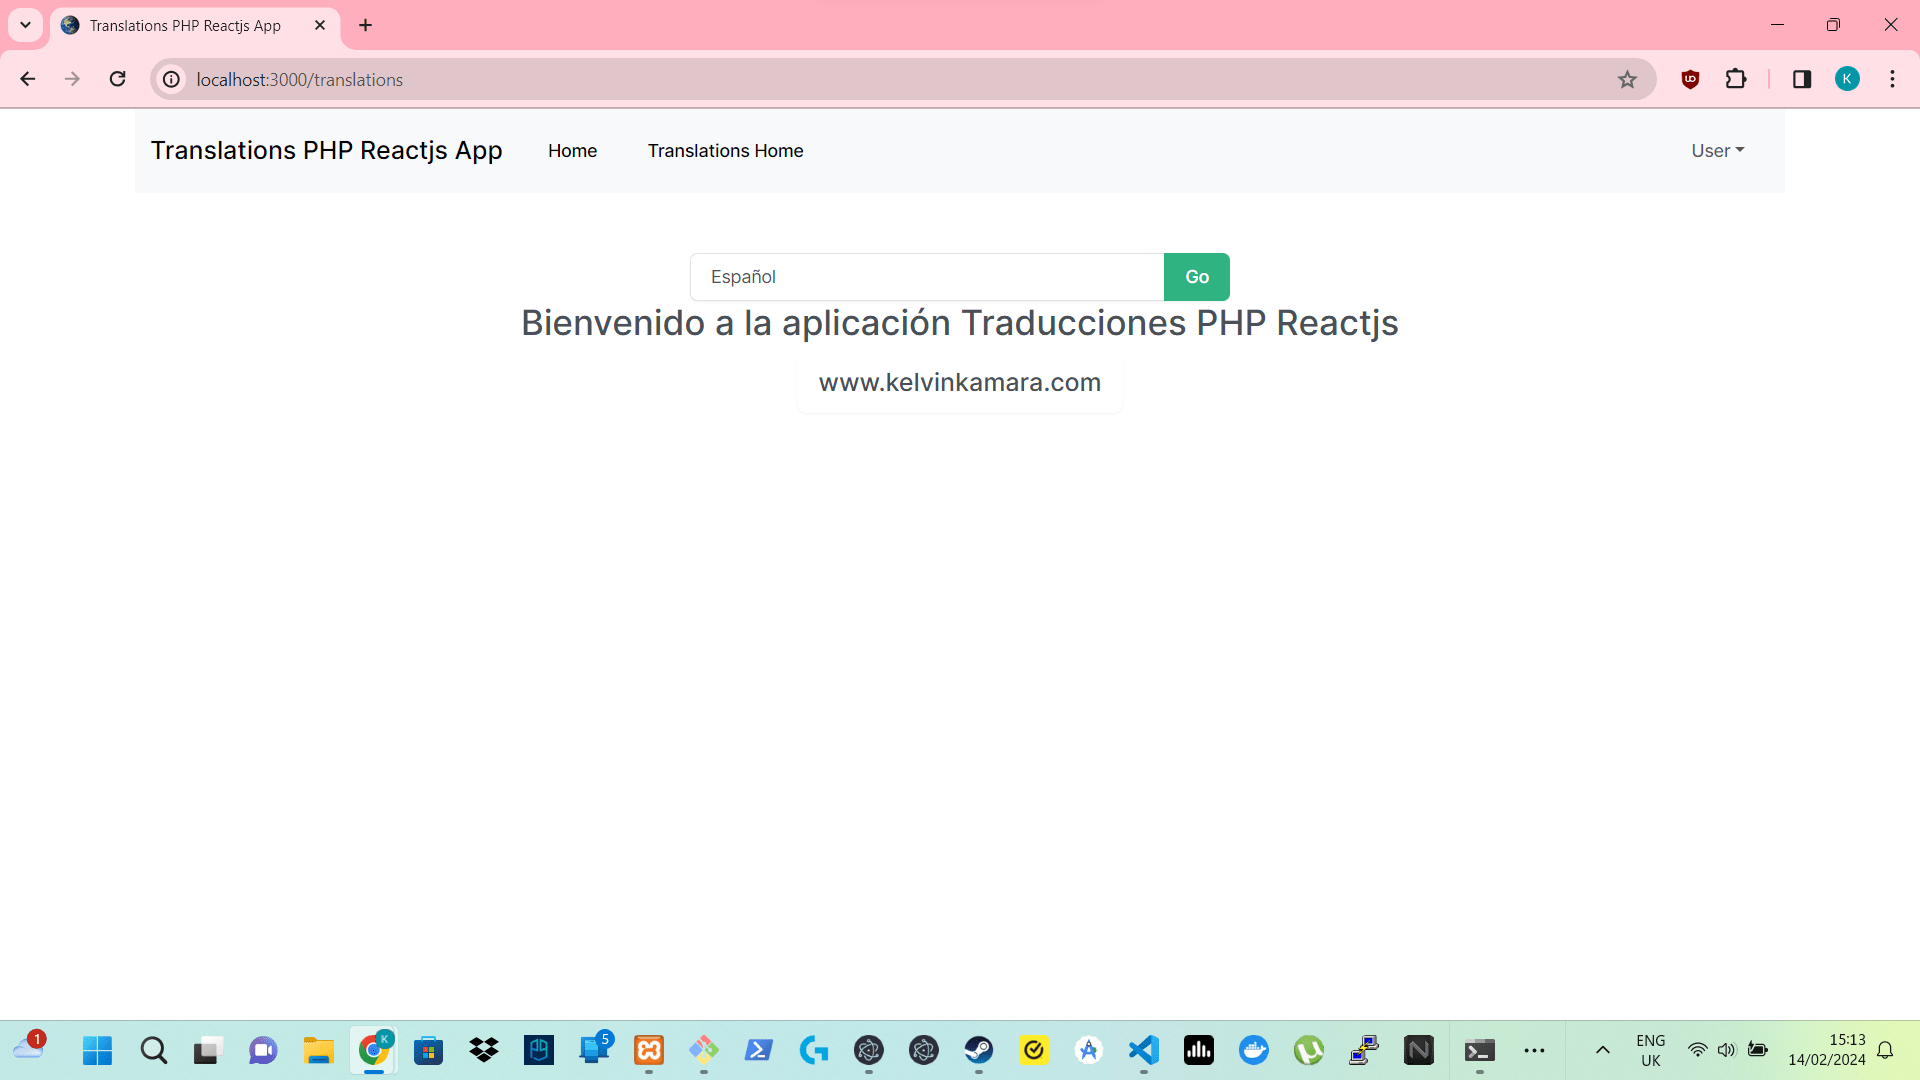 Translations PHP Reactjs App
localhost:3000/translations
K
Translations PHP Reactjs App Home Translations Home User
Español Go
Bienvenido a la aplicación Traducciones PHP Reactjs
www.kelvinkamara.com
1
K
5
ENG
UK
15:13
14/02/2024